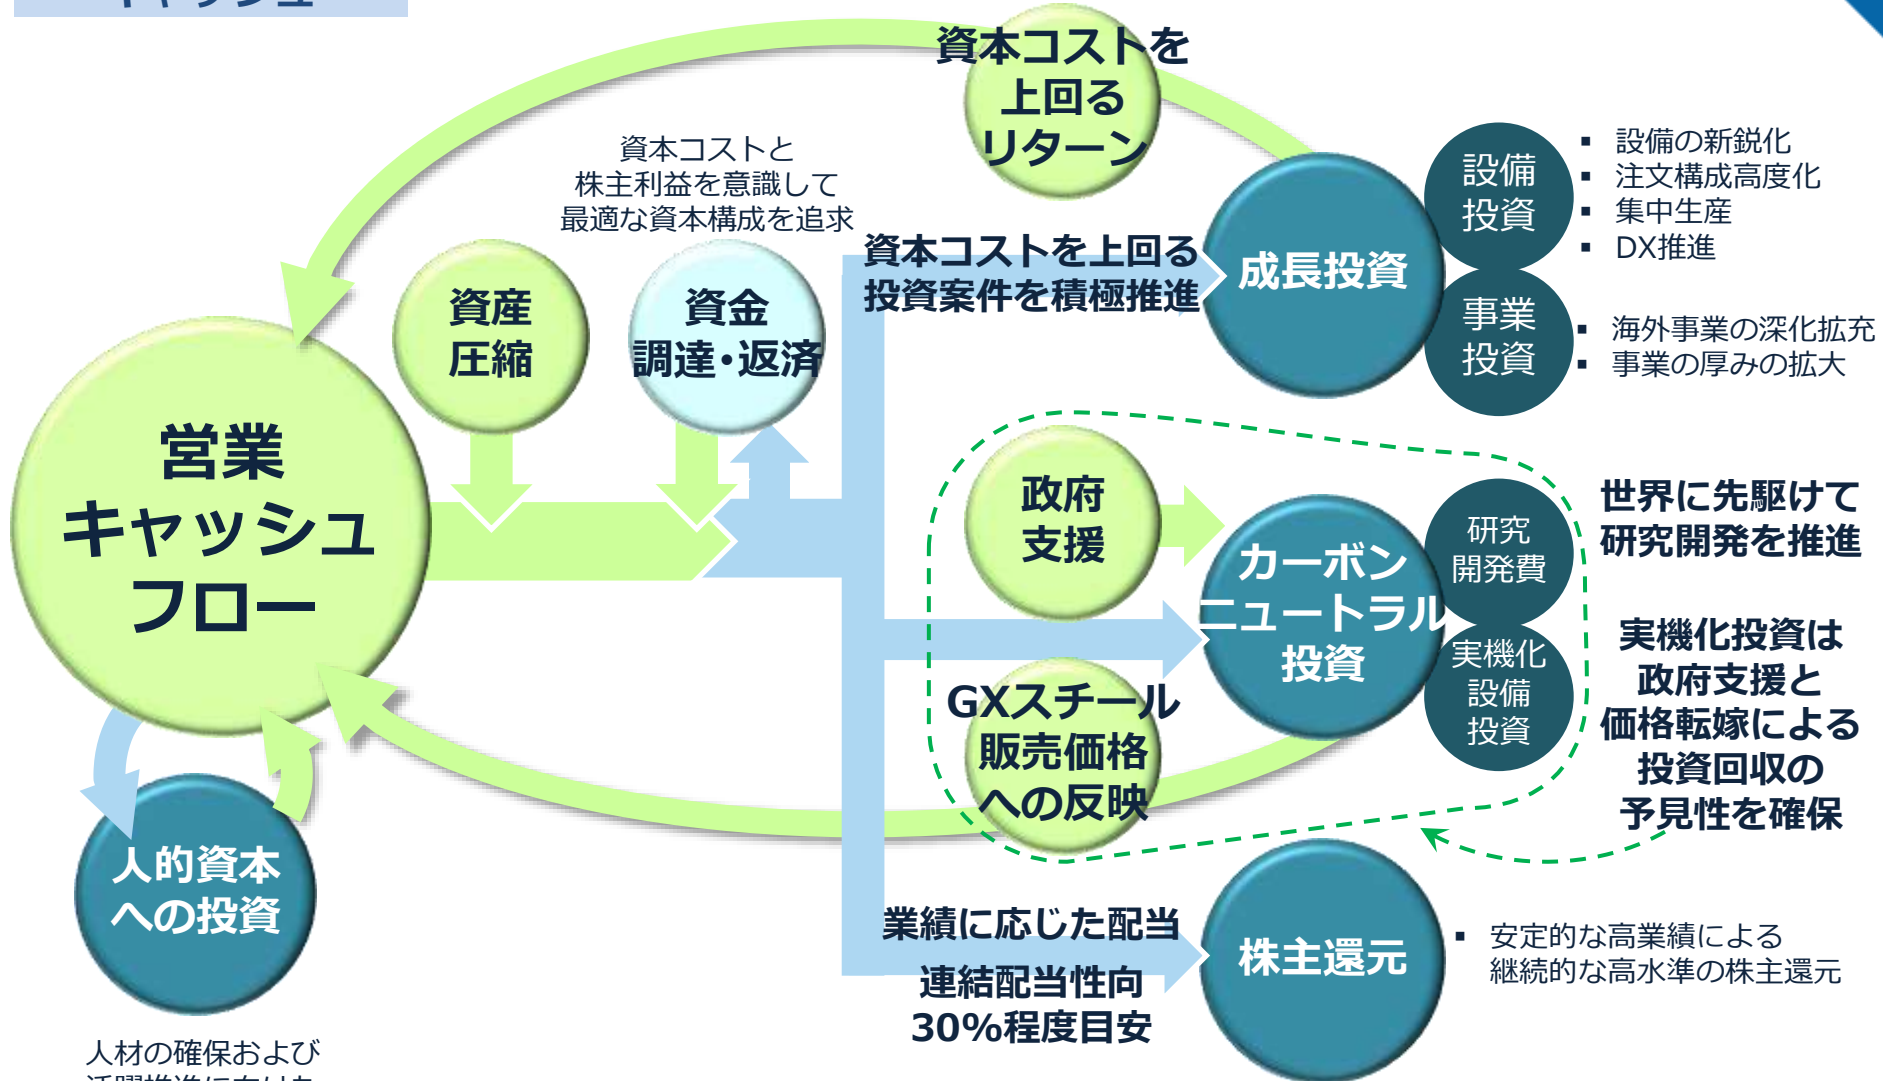 キャッシュ
資本コストを
上回る
リターン
資本コストと
株主利益を意識して
最適な資本構成を追求
資産
圧縮
資金
調達・返済
資本コストを上回る
投資案件を積極推進
成長投資
設備
投資
▪ 設備の新鋭化
▪ 注文構成高度化
▪ 集中生産
▪ DX推進
事業
投資
▪ 海外事業の深化拡充
▪ 事業の厚みの拡大
営業
キャッシュ
フロー
政府
支援
カーボン
ニュートラル
投資
研究
開発費
実機化
設備
投資
世界に先駆けて
研究開発を推進
実機化投資は
政府支援と
価格転嫁による
投資回収の
予見性を確保
GXスチール
販売価格
への反映
人的資本
への投資
業績に応じた配当
連結配当性向
30%程度目安
株主還元
▪ 安定的な高業績による
継続的な高水準の株主還元
人材の確保および